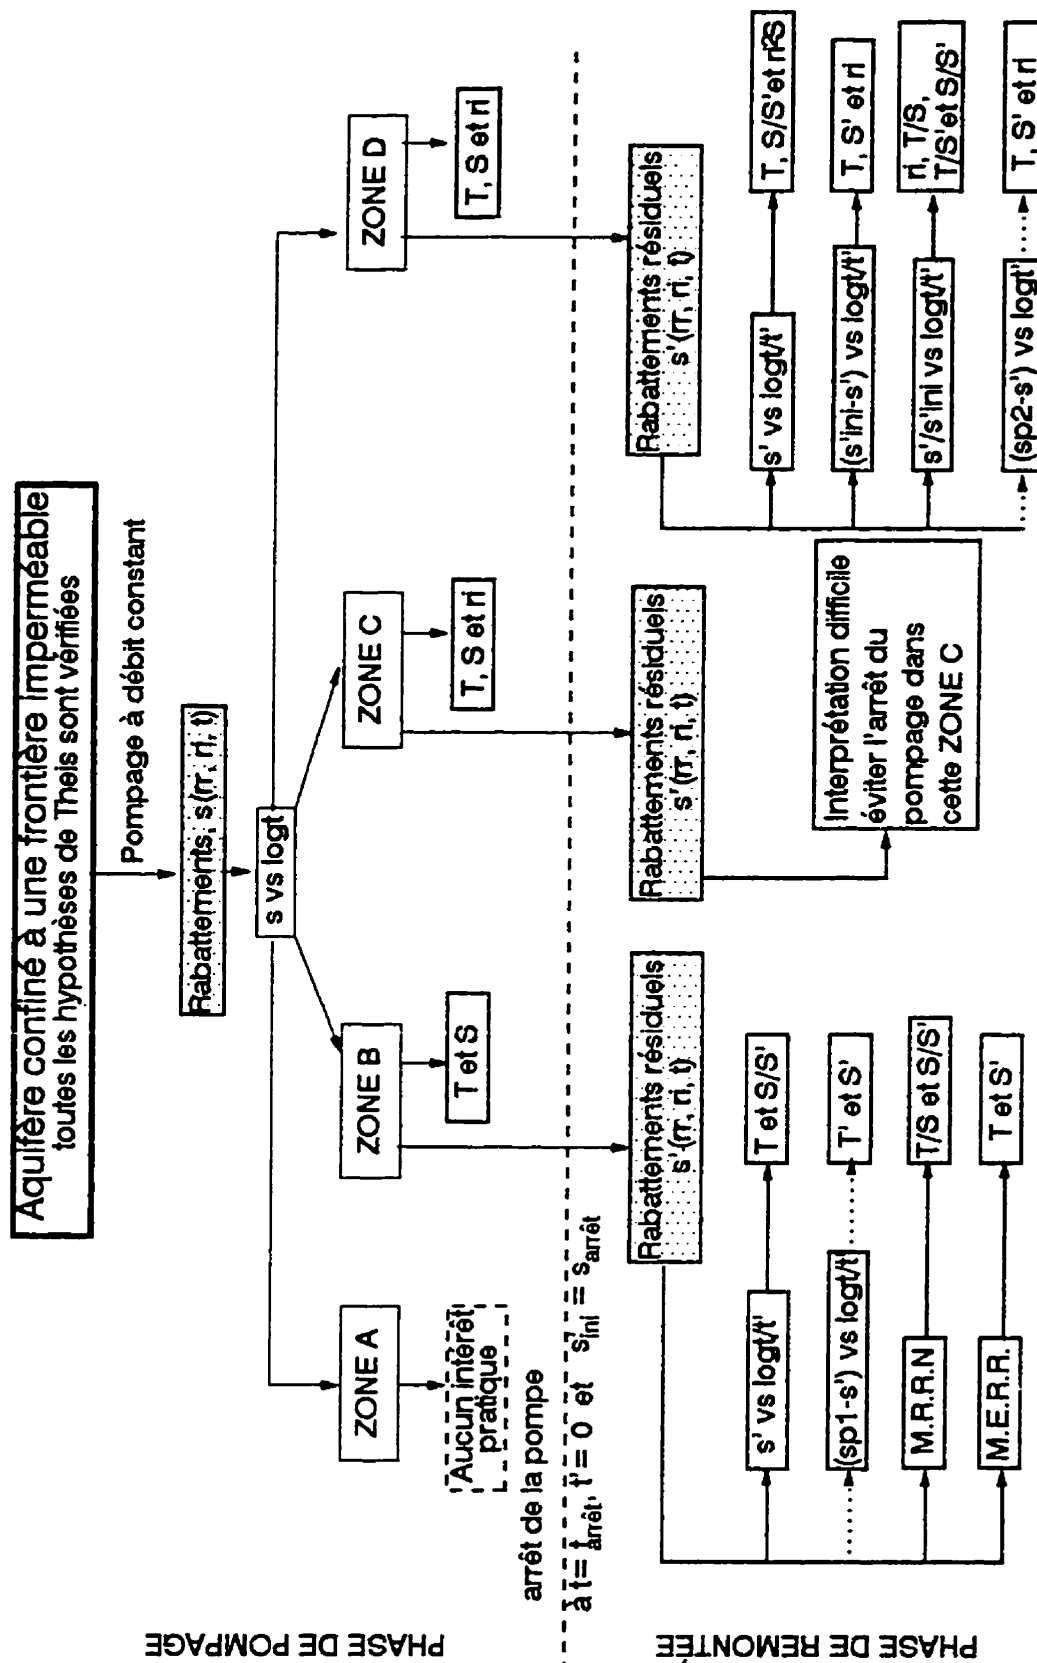 Aquifère confiné à une frontière imperméable
toutes les hypothèses de Theis sont vérifiées
Pompage à débit constant
Rabattements, s(rr, ri, t)
s vs logt
ZONE A
ZONE B
ZONE C
ZONE D
Aucun intérêt
pratique
T et S
T, S et ri
T, S et ri
PHASE DE POMPAGE
arrêt de la pompe
à t= t arrêt, t'= 0 et s'ini = s arrêt
PHASE DE REMONTÉE
Rabattements résiduels
s'(rr, ri, t)
s' vs logt/t'
T et S/S'
(sp1-s') vs logt/t
T' et S'
M.R.R.N
T/S et S/S'
M.E.R.R.
T et S'
Rabattements résiduels
s'(rr, ri, t)
Interprétation difficile
éviter l'arrêt du
pompage dans
cette ZONE C
Rabattements résiduels
s'(rr, ri, t)
s' vs logt/t'
T, S/S' et ri²S
(s'ini-s') vs logt/t'
T, S' et ri
s'/s'ini vs logt/t'
ri, T/S,
T/S' et S/S'
(sp2-s') vs logt'
T, S' et ri